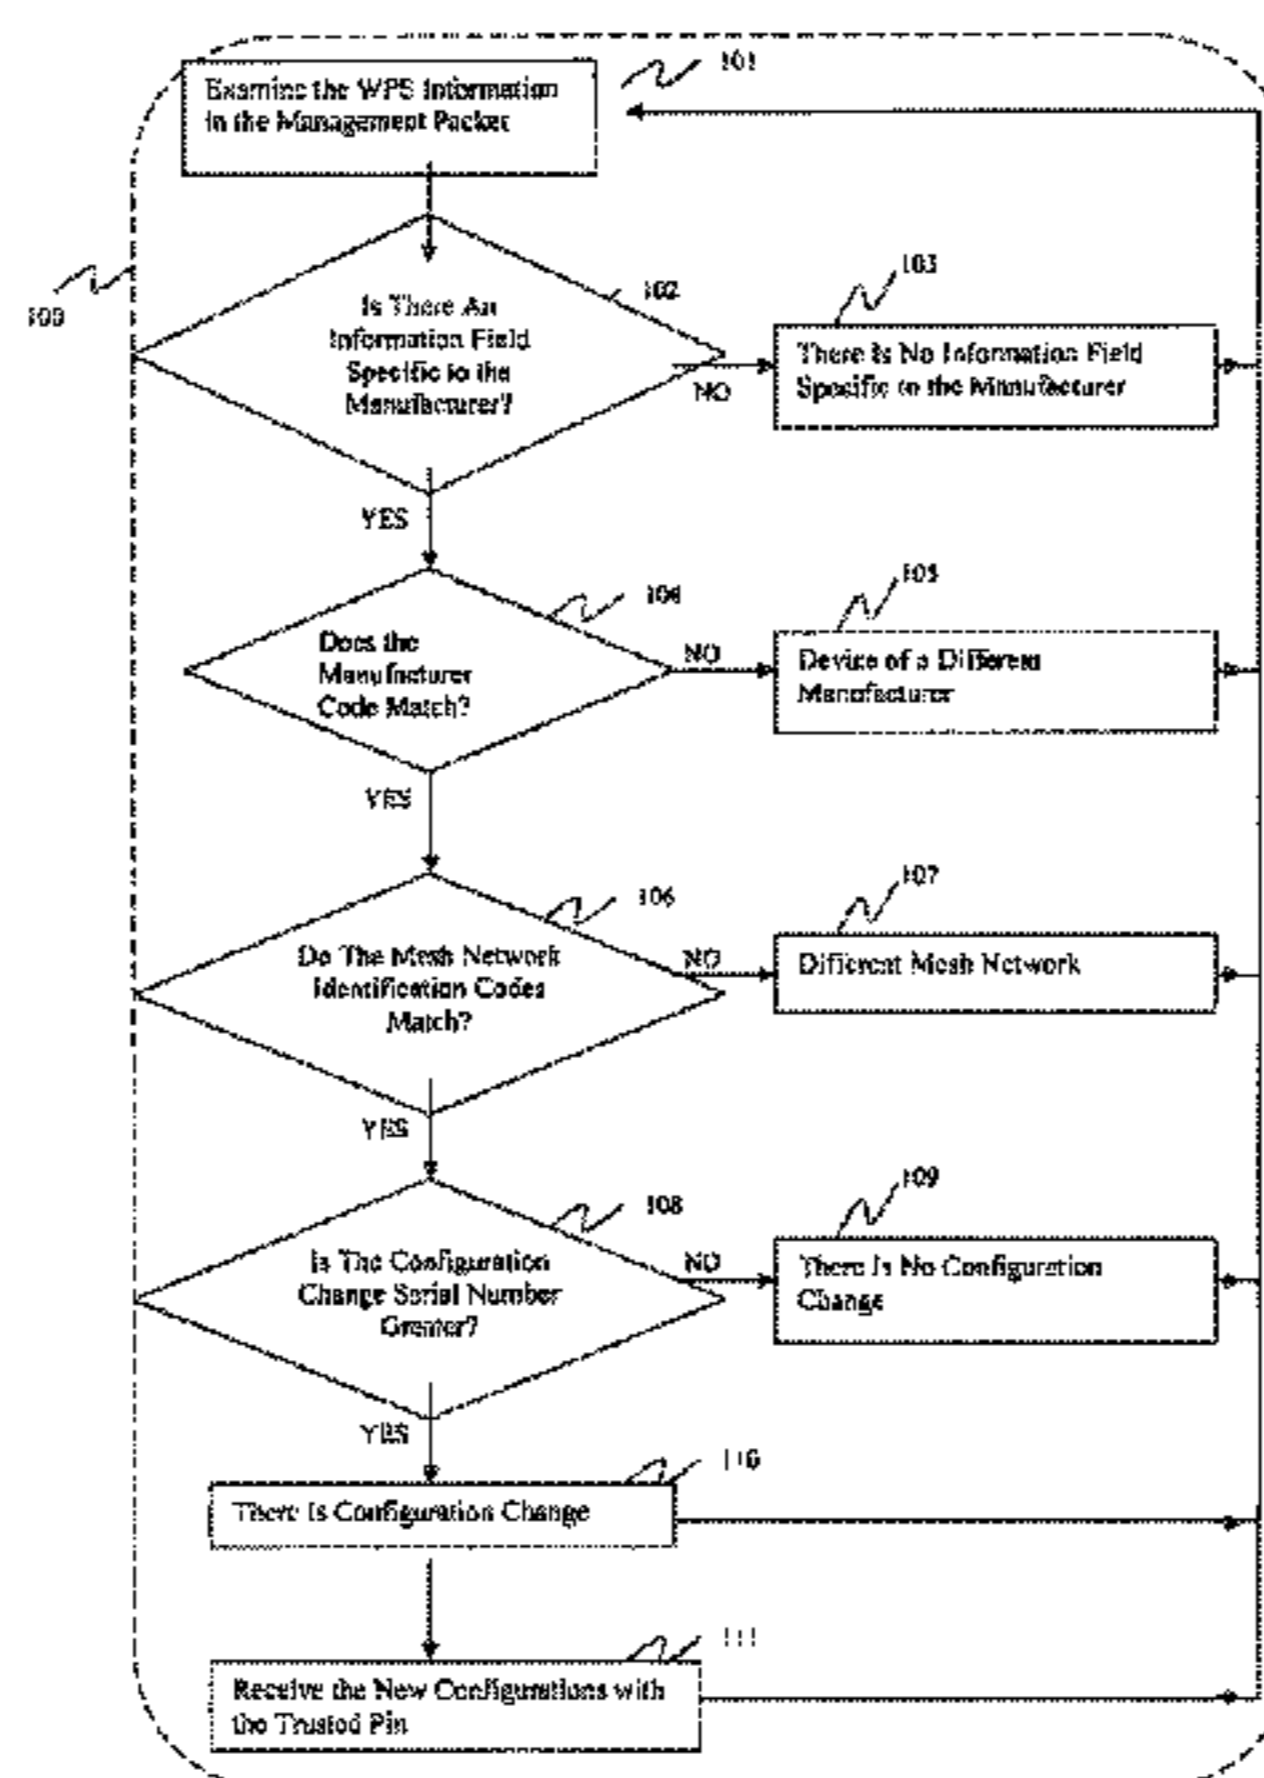 101
Examine the WPS Information
in the Management Packet
100
102
Is There An
Information Field
Specific to the
Manufacturer?
NO
103
There Is No Information Field
Specific to the Manufacturer
YES
104
Does the
Manufacturer
Code Match?
NO
105
Device of a Different
Manufacturer
YES
106
Do The Mesh Network
Identification Codes
Match?
NO
107
Different Mesh Network
YES
108
Is The Configuration
Change Serial Number
Greater?
NO
109
There Is No Configuration
Change
YES
110
There Is Configuration Change
111
Receive the New Configurations with
the Trusted Pin